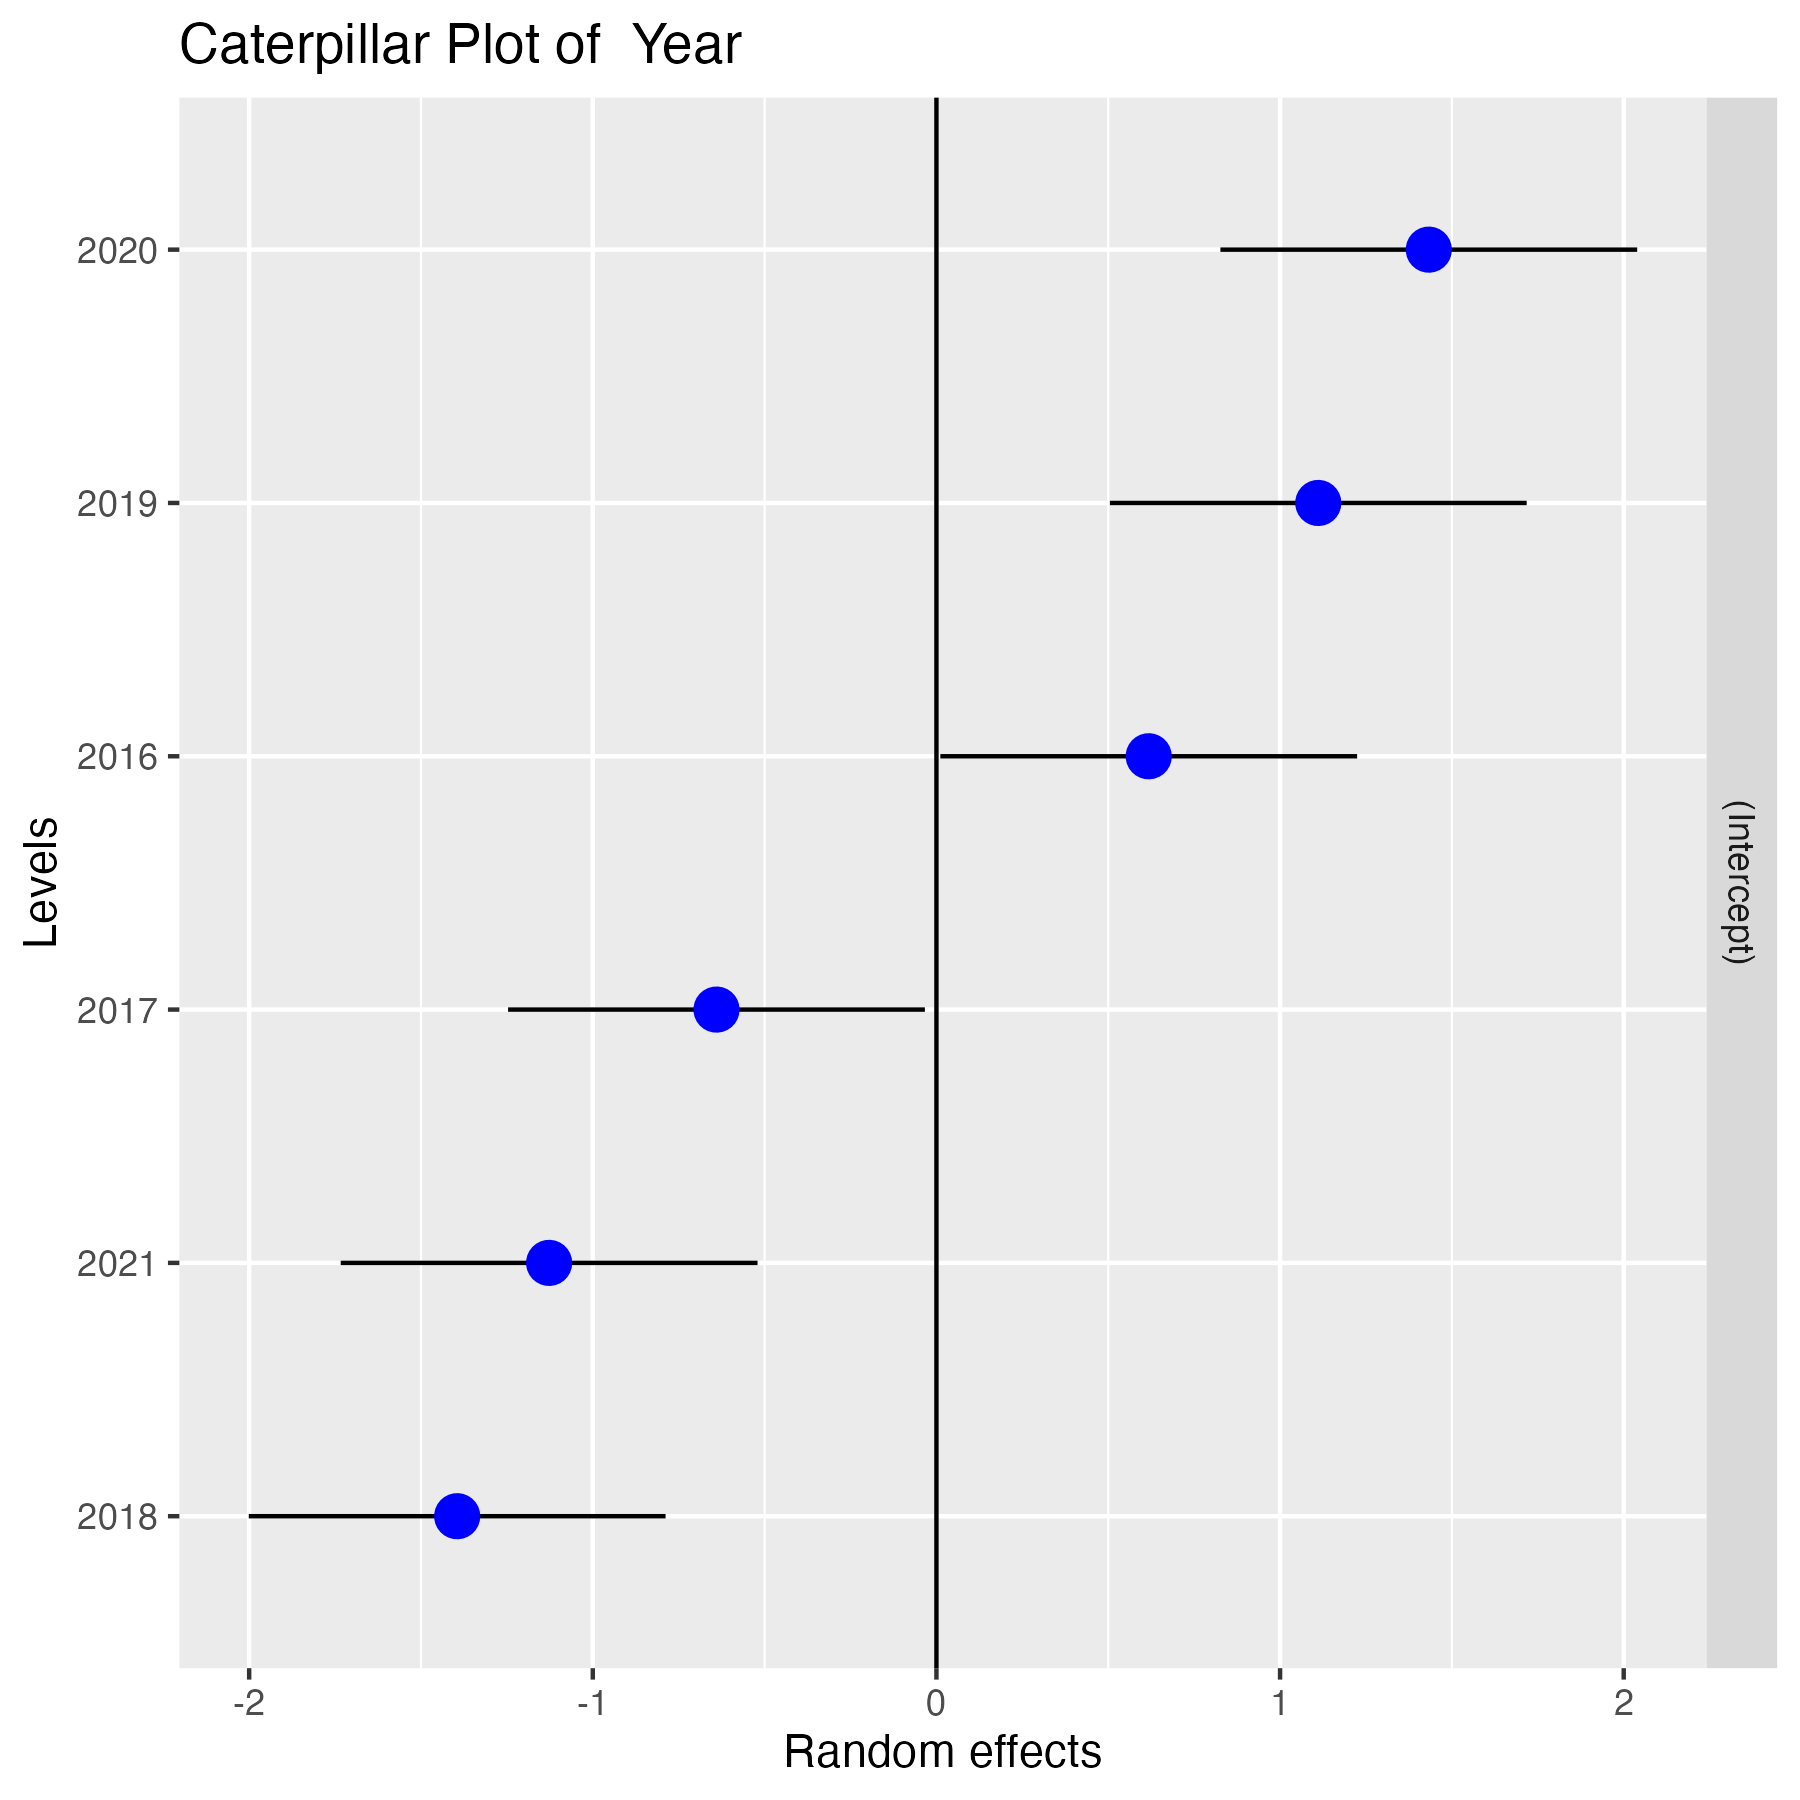 Caterpillar Plot of  Year
2020
2019
2016
2017
2021
2018
Levels
(Intercept)
-2
-1
0
1
2
Random effects